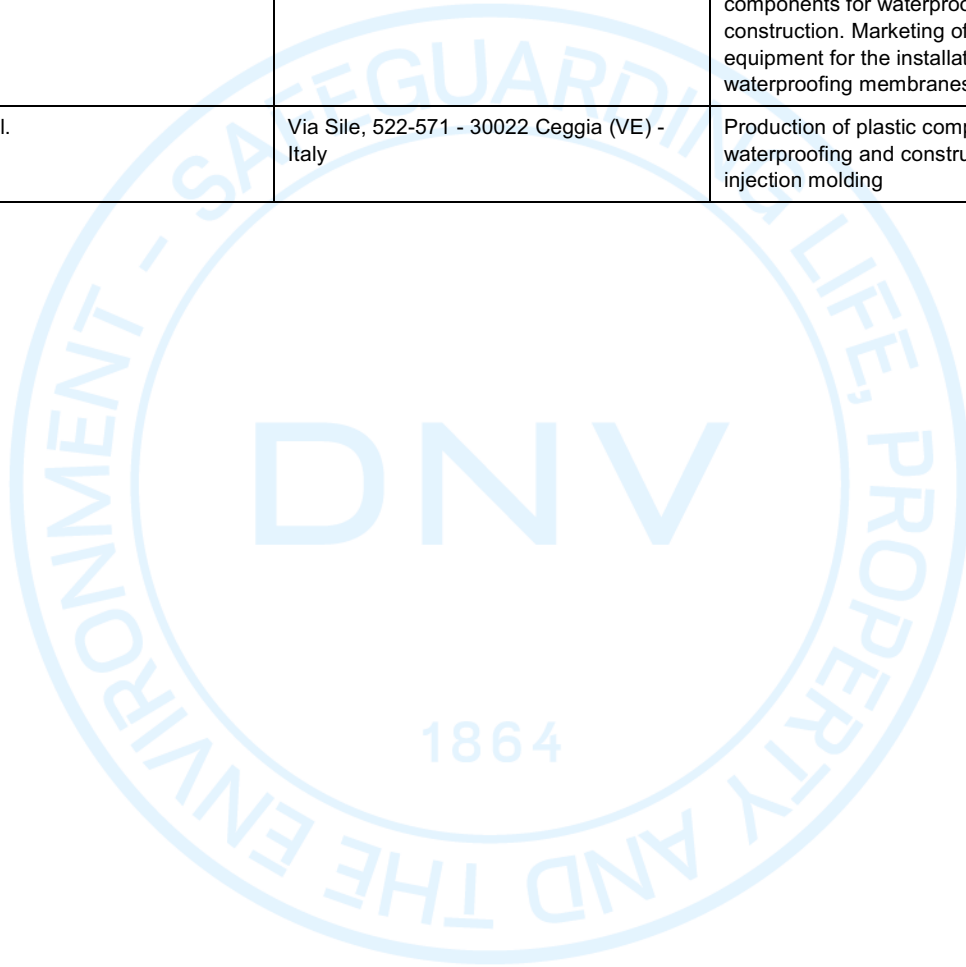 components for waterproo
construction. Marketing of
equipment for the installat
waterproofing membranes
l.
Via Sile, 522-571 - 30022 Ceggia (VE) -
Italy
Production of plastic comp
waterproofing and constru
injection molding
SAFEGUARDING LIFE, PROPERTY AND THE ENVIRONMENT -
DNV
1864